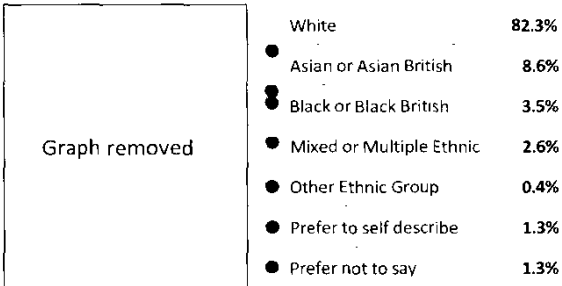 White 82.3%
Asian or Asian British 8.6%
Black or Black British 3.5%
Graph removed
Mixed or Multiple Ethnic 2.6%
Other Ethnic Group 0.4%
Prefer to self describe 1.3%
Prefer not to say 1.3%